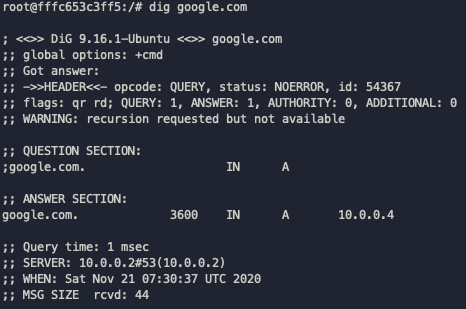 root@fffc653c3ff5:/# dig google.com
; <<>> DiG 9.16.1-Ubuntu <<>> google.com
;; global options: +cmd
;; Got answer:
;; ->>HEADER<<- opcode: QUERY, status: NOERROR, id: 54367
;; flags: qr rd; QUERY: 1, ANSWER: 1, AUTHORITY: 0, ADDITIONAL: 0
;; WARNING: recursion requested but not available
;; QUESTION SECTION:
;google.com. IN A
;; ANSWER SECTION:
google.com. 3600 IN A 10.0.0.4
;; Query time: 1 msec
;; SERVER: 10.0.0.2#53(10.0.0.2)
;; WHEN: Sat Nov 21 07:30:37 UTC 2020
;; MSG SIZE rcvd: 44